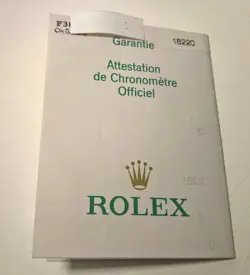 Garantie 16220
Attestation
de Chronomètre
Officiel
ROLEX